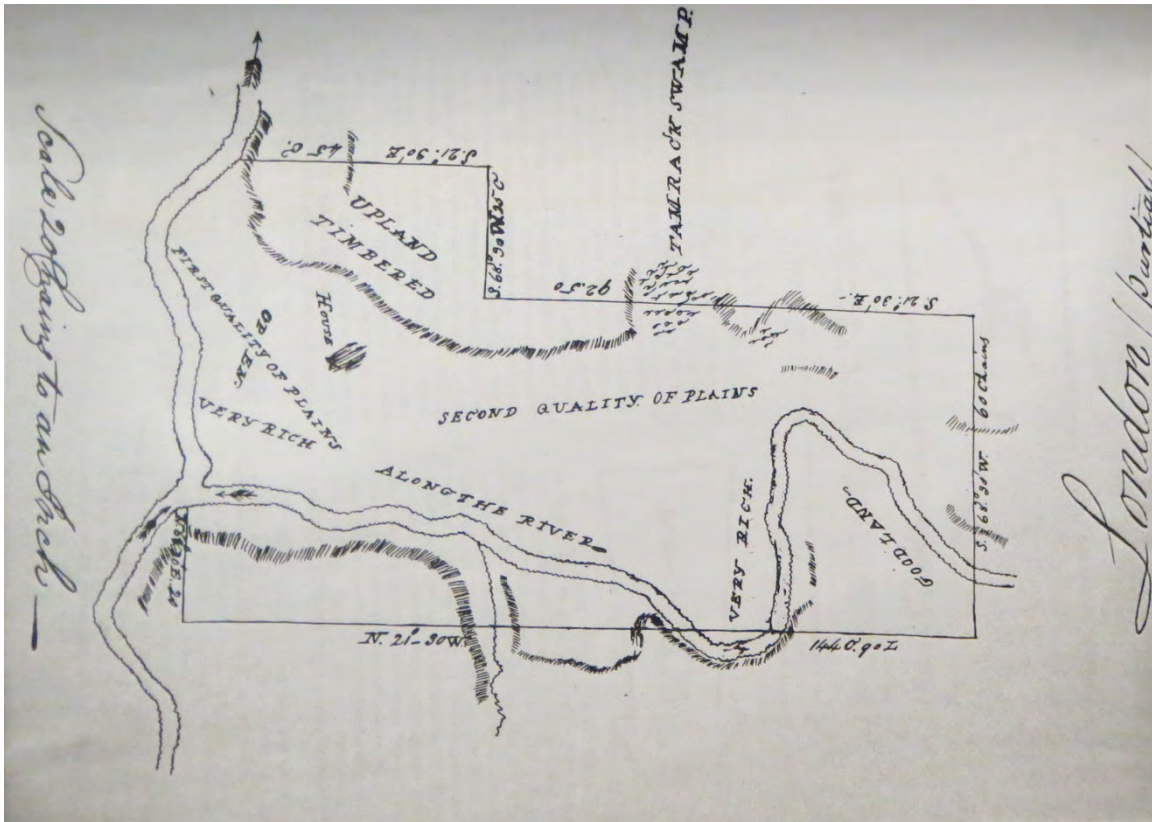 Scale 20 Chains to an Inch
London (partial)
TAMRACK SWAMP.
45 C.
S. 21°. 30' E
S. 68°. 30' W. 25 C
92.50
S. 21°. 30' E.
UPLAND
TIMBERED
HOUSE
FIRST QUALITY OF PLAINS
OR
VERY RICH
SECOND QUALITY OF PLAINS
ALONG THE RIVER
VERY RICH.
GOOD LAND
S. 68°. 30' W. 60 Chains
N. 21°-30 W.
144 C. 90 L